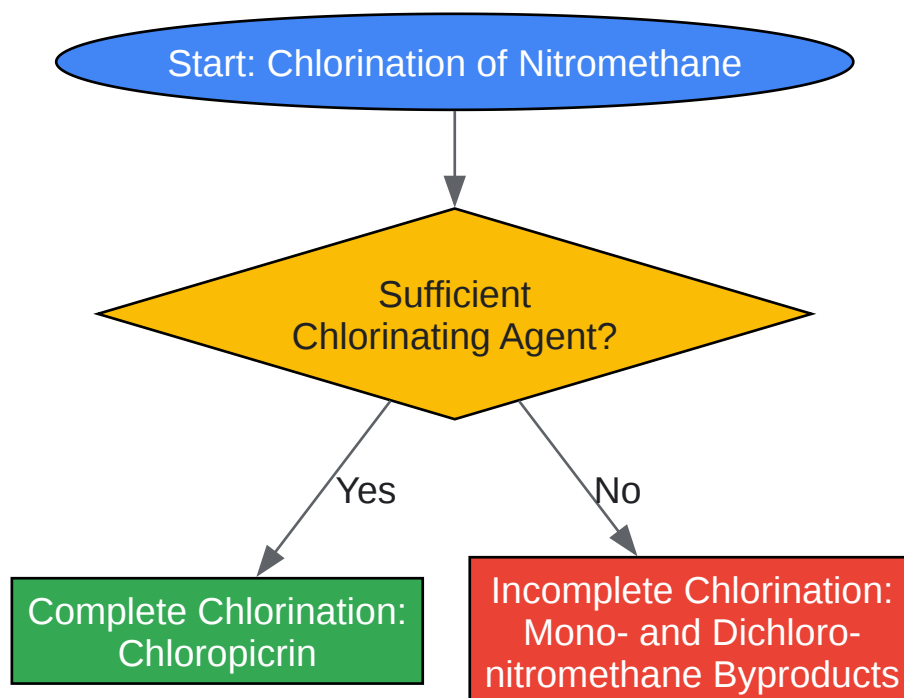 Start: Chlorination of Nitromethane
Sufficient
Chlorinating Agent?
Yes
No
Complete Chlorination:
Chloropicrin
Incomplete Chlorination:
Mono- and Dichloro-
nitromethane Byproducts